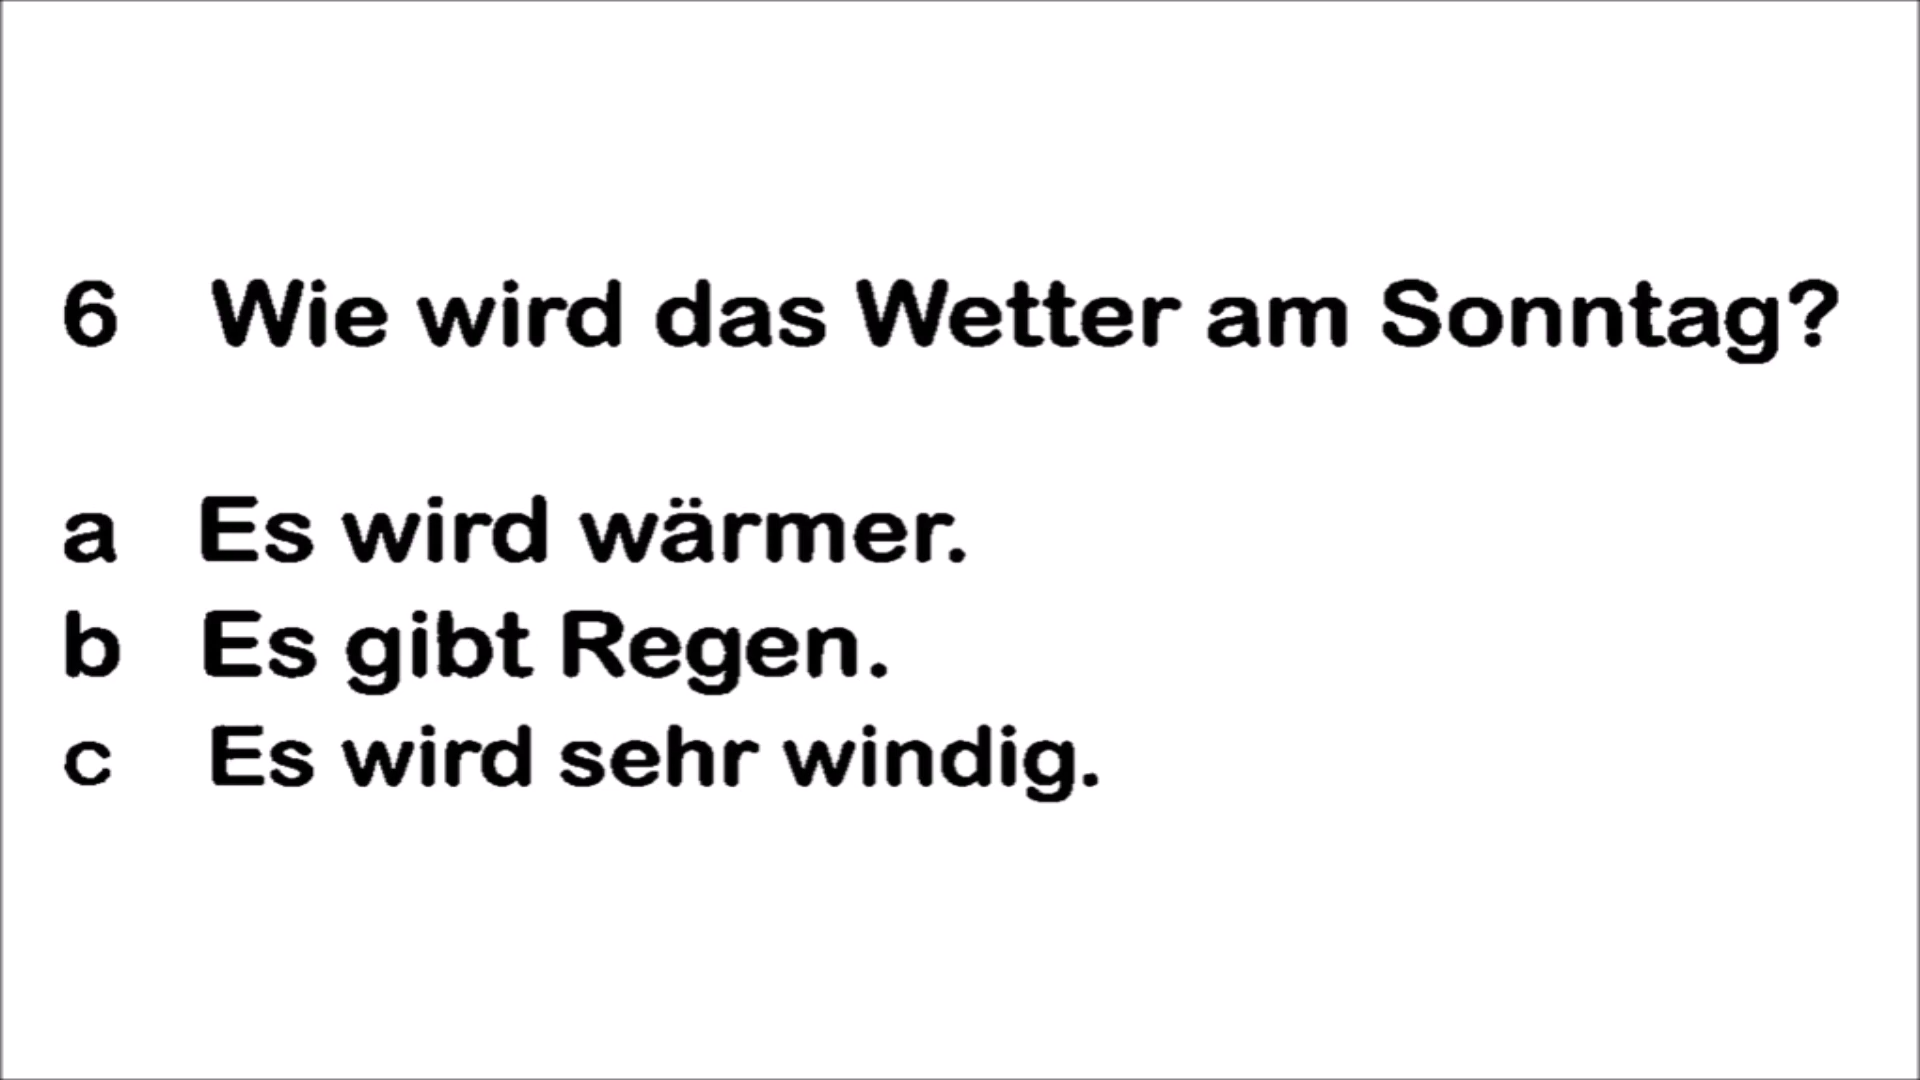 6 Wie wird das Wetter am Sonntag?
a Es wird wärmer.
b Es gibt Regen.
c Es wird sehr windig.